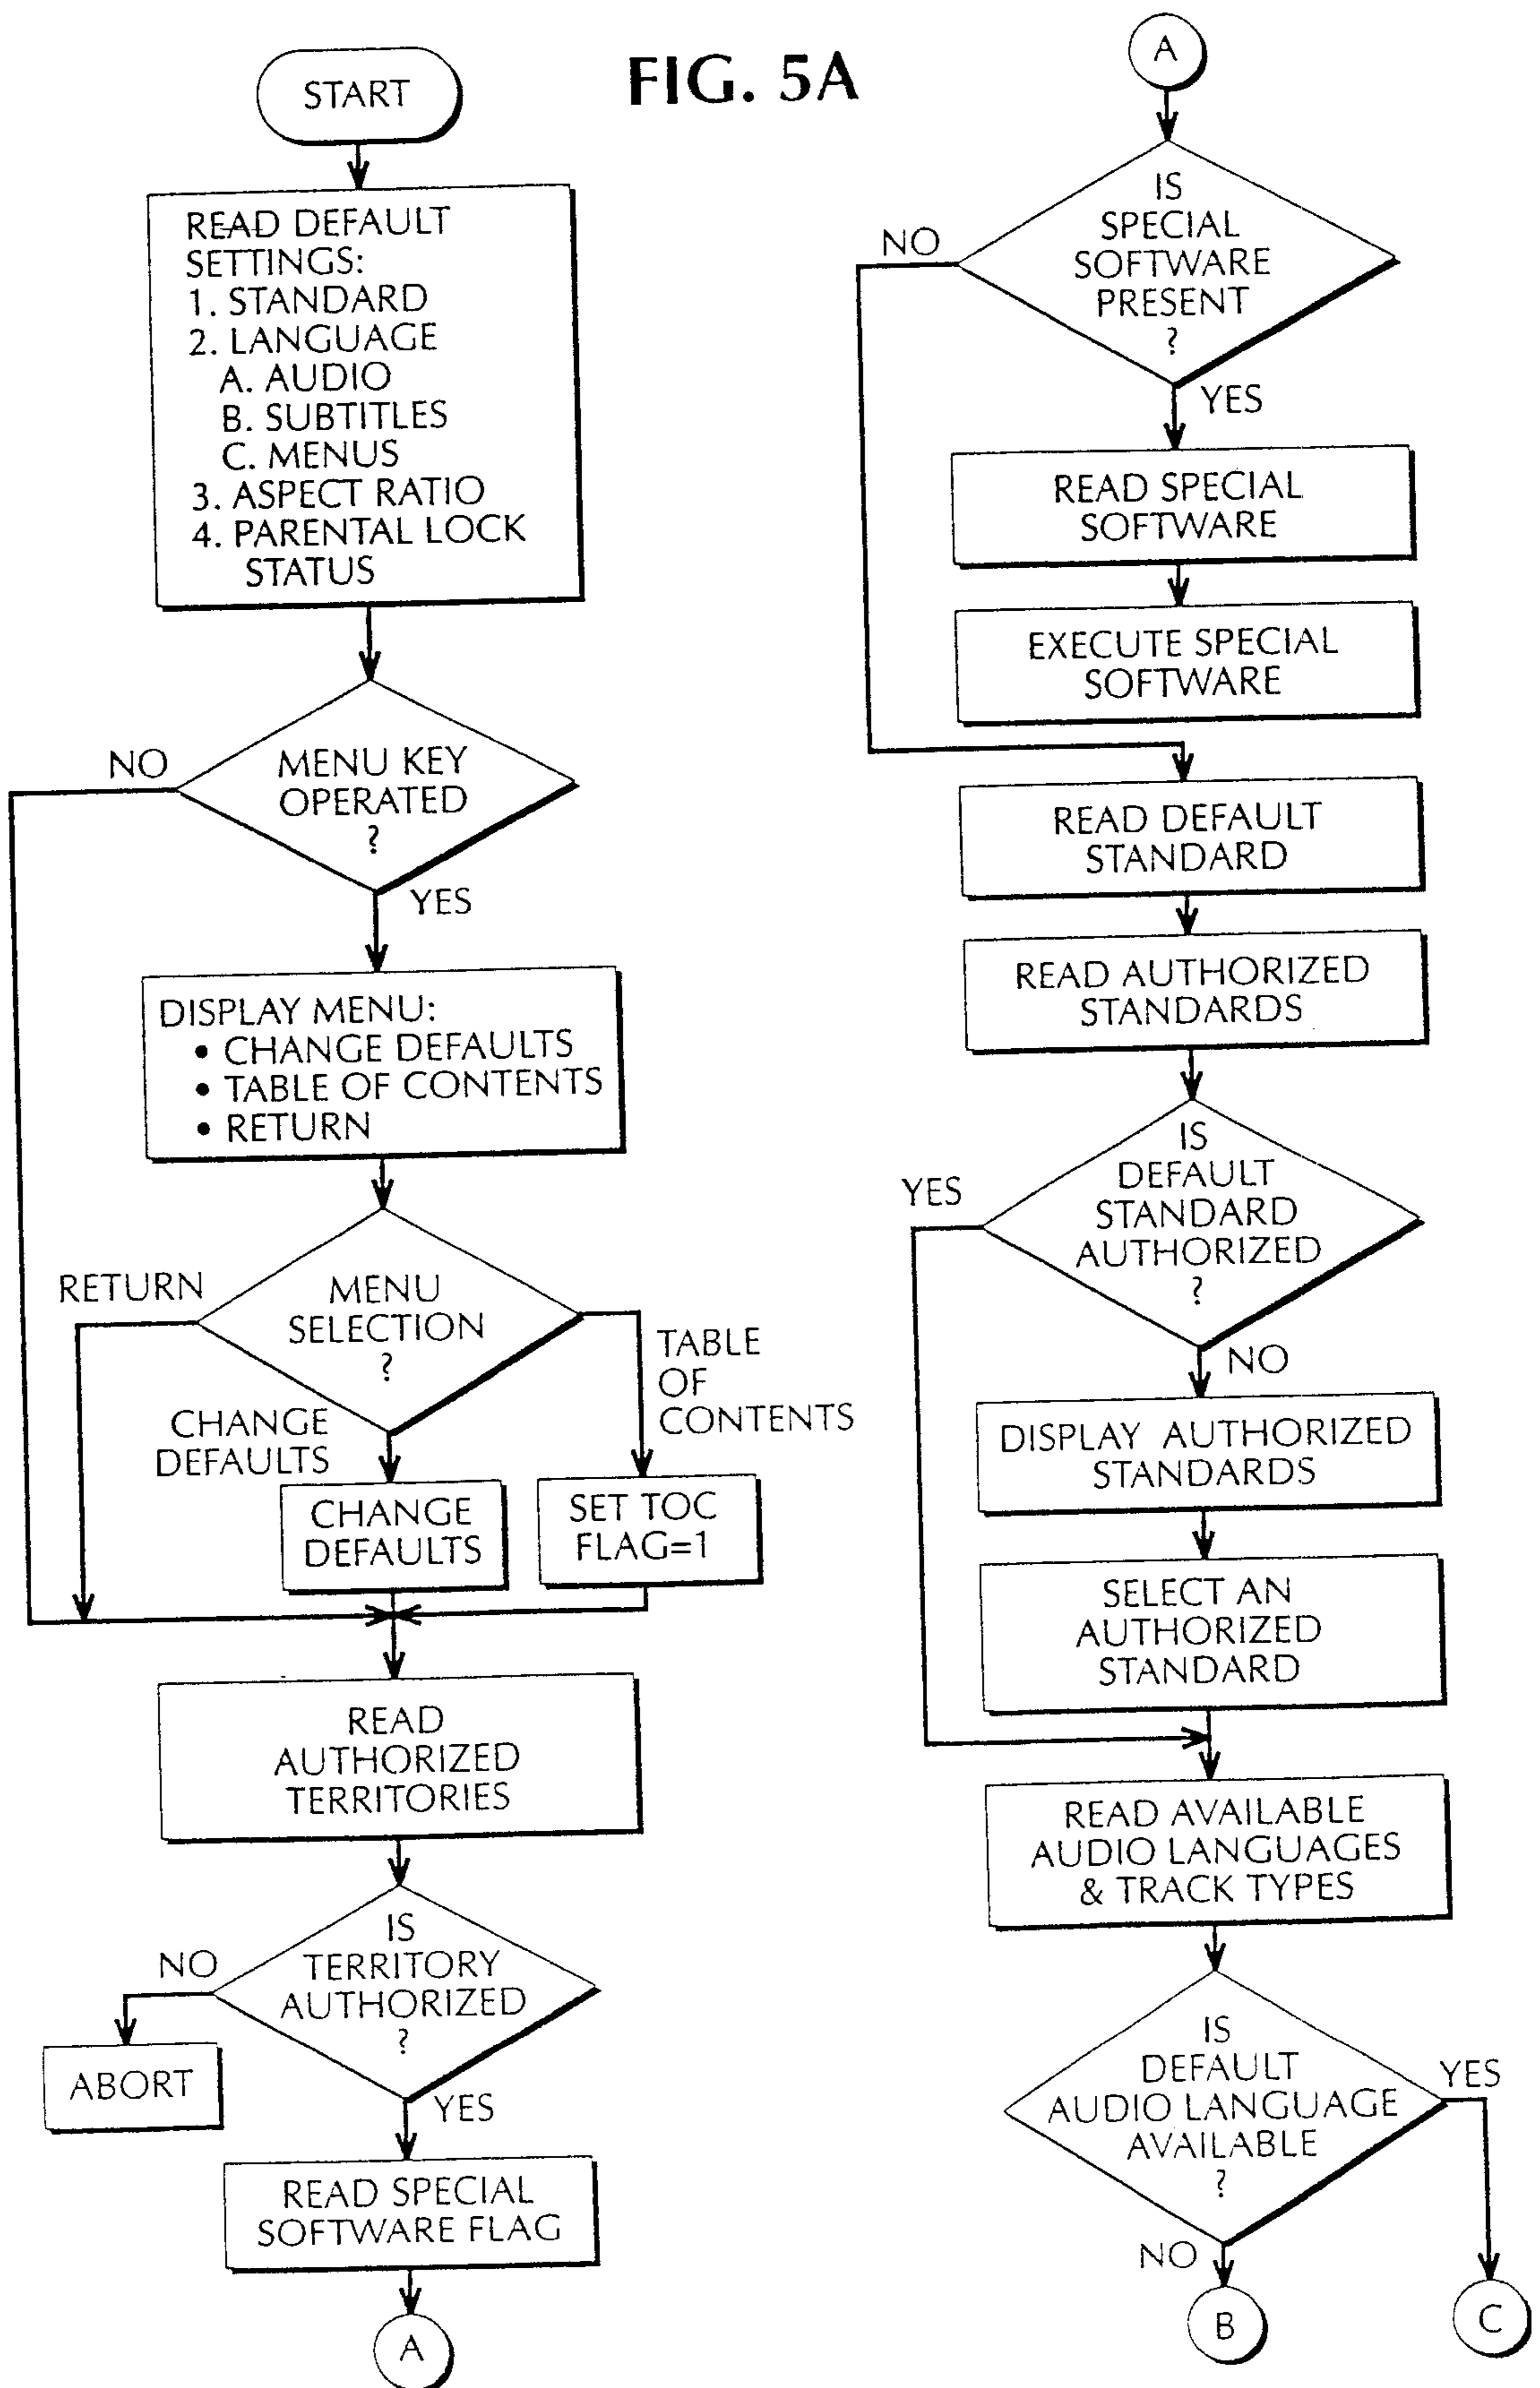 FIG. 5A
START
READ DEFAULT
SETTINGS:
1. STANDARD
2. LANGUAGE
A. AUDIO
B. SUBTITLES
C. MENUS
3. ASPECT RATIO
4. PARENTAL LOCK
STATUS
MENU KEY
OPERATED
?
NO
YES
DISPLAY MENU:
• CHANGE DEFAULTS
• TABLE OF CONTENTS
• RETURN
MENU
SELECTION
?
RETURN
CHANGE
DEFAULTS
TABLE
OF
CONTENTS
CHANGE
DEFAULTS
SET TOC
FLAG=1
READ
AUTHORIZED
TERRITORIES
IS
TERRITORY
AUTHORIZED
?
NO
ABORT
YES
READ SPECIAL
SOFTWARE FLAG
A
A
IS
SPECIAL
SOFTWARE
PRESENT
?
NO
YES
READ SPECIAL
SOFTWARE
EXECUTE SPECIAL
SOFTWARE
READ DEFAULT
STANDARD
READ AUTHORIZED
STANDARDS
IS
DEFAULT
STANDARD
AUTHORIZED
?
YES
NO
DISPLAY AUTHORIZED
STANDARDS
SELECT AN
AUTHORIZED
STANDARD
READ AVAILABLE
AUDIO LANGUAGES
& TRACK TYPES
IS
DEFAULT
AUDIO LANGUAGE
AVAILABLE
?
YES
NO
B
C